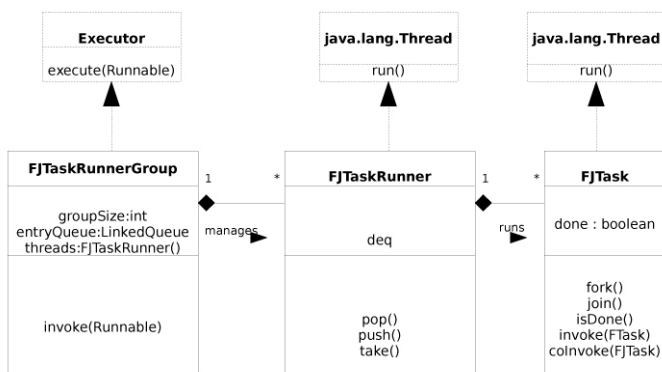 Executor
execute(Runnable)
java.lang.Thread
run()
java.lang.Thread
run()
FJTaskRunnerGroup
groupSize:int
entryQueue:LinkedQueue
threads:FJTaskRunner()
invoke(Runnable)
1
*
manages
FJTaskRunner
deq
pop()
push()
take()
1
*
runs
FJTask
done : boolean
fork()
join()
isDone()
invoke(FTask)
coInvoke(FJTask)